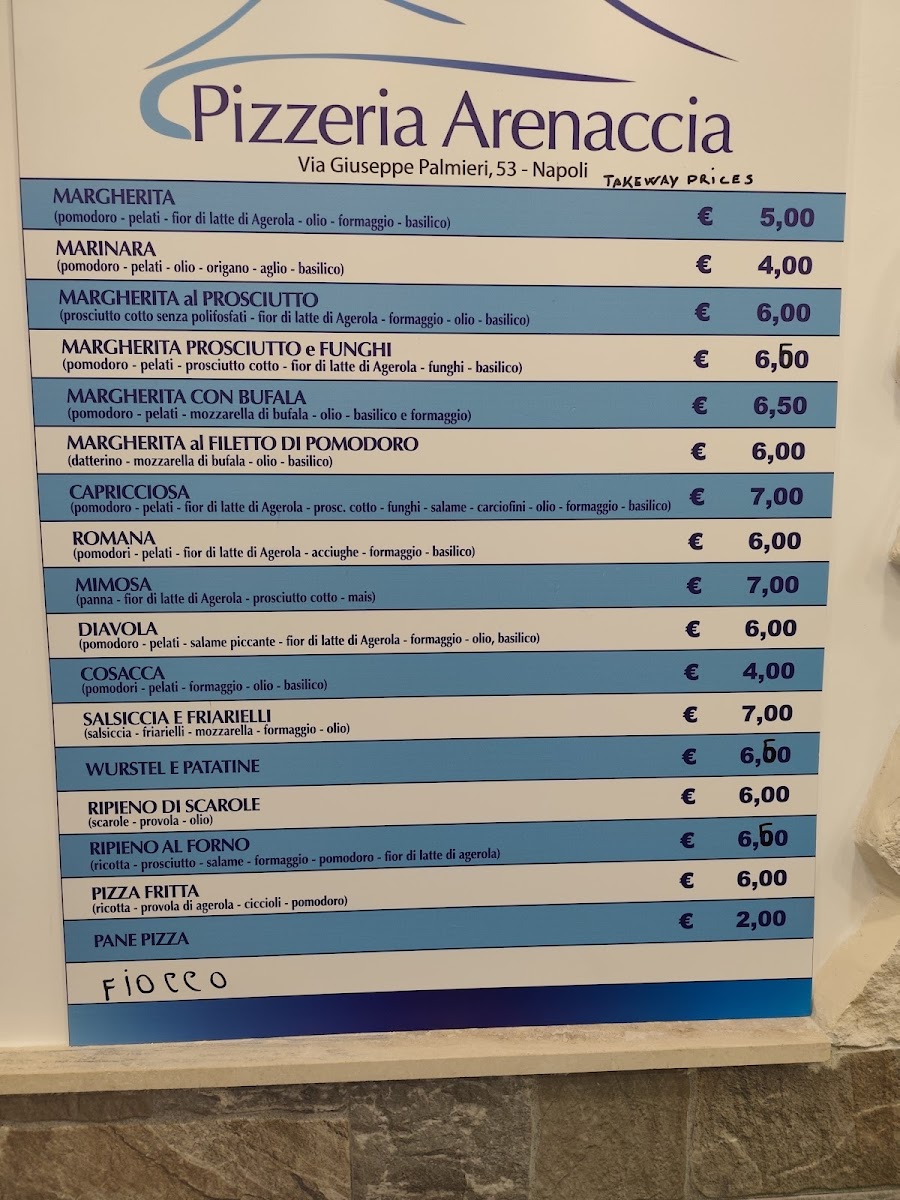 Pizzeria Arenaccia
Via Giuseppe Palmieri, 53 - Napoli TAKEWAY PRICES
MARGHERITA
(pomodoro - pelati - fior di latte di Agerola - olio - formaggio - basilico) € 5,00
MARINARA
(pomodoro - pelati - olio - origano - aglio - basilico) € 4,00
MARGHERITA al PROSCIUTTO
(prosciutto cotto senza polifosfati - fior di latte di Agerola - formaggio - olio - basilico) € 6,00
MARGHERITA PROSCIUTTO e FUNGHI
(pomodoro - pelati - prosciutto cotto - fior di latte di Agerola - funghi - basilico) € 6,50
MARGHERITA CON BUFALA
(pomodoro - pelati - mozzarella di bufala - olio - basilico e formaggio) € 6,50
MARGHERITA al FILETTO DI POMODORO
(datterino - mozzarella di bufala - olio - basilico) € 6,00
CAPRICCIOSA
(pomodoro - pelati - fior di latte di Agerola - prosc. cotto - funghi - salame - carciofini - olio - formaggio - basilico) € 7,00
ROMANA
(pomodori - pelati - fior di latte di Agerola - acciughe - formaggio - basilico) € 6,00
MIMOSA
(panna - fior di latte di Agerola - prosciutto cotto - mais) € 7,00
DIAVOLA
(pomodoro - pelati - salame piccante - fior di latte di Agerola - formaggio - olio, basilico) € 6,00
COSACCA
(pomodori - pelati - formaggio - olio - basilico) € 4,00
SALSICCIA E FRIARIELLI
(salsiccia - friarielli - mozzarella - formaggio - olio) € 7,00
WURSTEL E PATATINE € 6,50
RIPIENO DI SCAROLE
(scarole - provola - olio) € 6,00
RIPIENO AL FORNO
(ricotta - prosciutto - salame - formaggio - pomodoro - fior di latte di agerola) € 6,50
PIZZA FRITTA
(ricotta - provola di agerola - ciccioli - pomodoro) € 6,00
PANE PIZZA € 2,00
FIOCCO